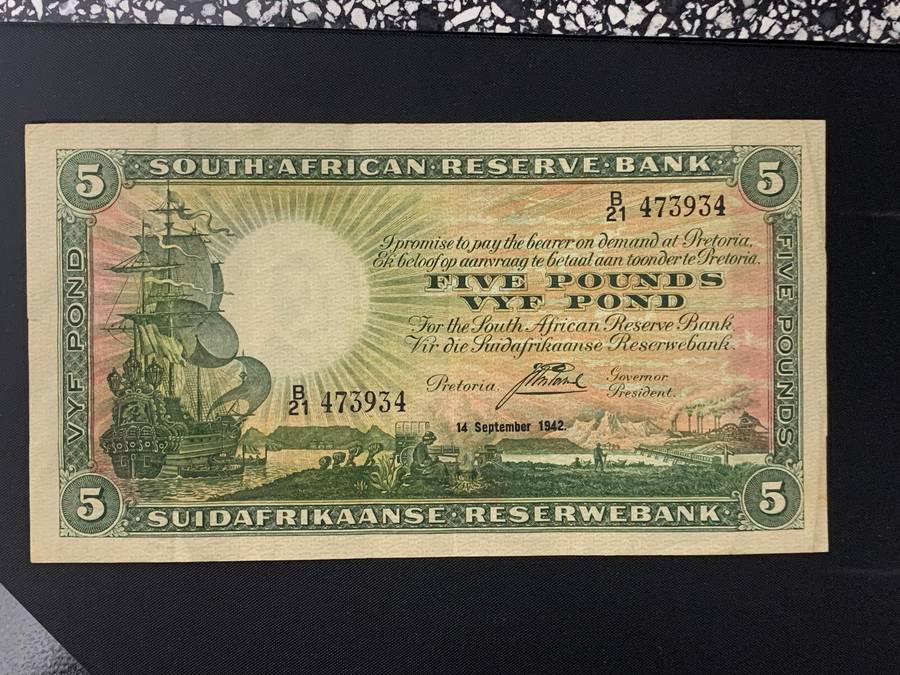 5
SOUTH·AFRICAN·RESERVE·BANK
5
B/21 473934
I promise to pay the bearer on demand at Pretoria,
Ek beloof op aanvraag te betaal aan toonder te Pretoria.
FIVE POUNDS
VYF POND
For the South African Reserve Bank
Vir die Suidafrikaanse Reserwebank.
Pretoria.
Governor
President.
B/21 473934
14 September 1942.
VYF POND
FIVE POUNDS
5
SUIDAFRIKAANSE·RESERWEBANK
5